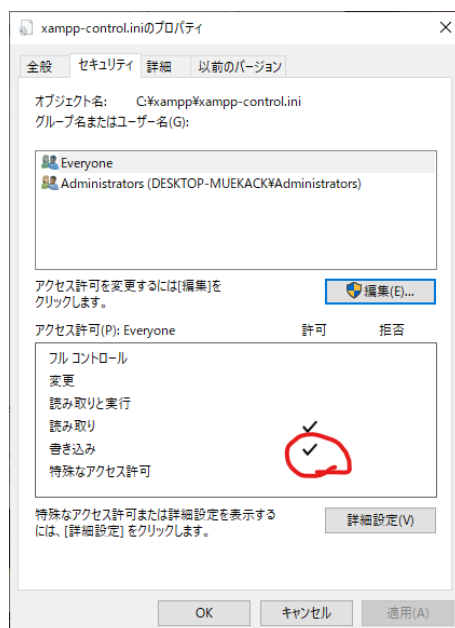 xampp-control.iniのプロパティ
全般 セキュリティ 詳細 以前のバージョン
オブジェクト名: C:¥xampp¥xampp-control.ini
グループ名またはユーザー名(G):
Everyone
Administrators (DESKTOP-MUEKACK¥Administrators)
アクセス許可を変更するには[編集]を
クリックします。
編集(E)...
アクセス許可(P): Everyone 許可 拒否
フル コントロール
変更
読み取りと実行
読み取り
書き込み
特殊なアクセス許可
特殊なアクセス許可または詳細設定を表示する
には、[詳細設定] をクリックします。
詳細設定(V)
OK キャンセル 適用(A)